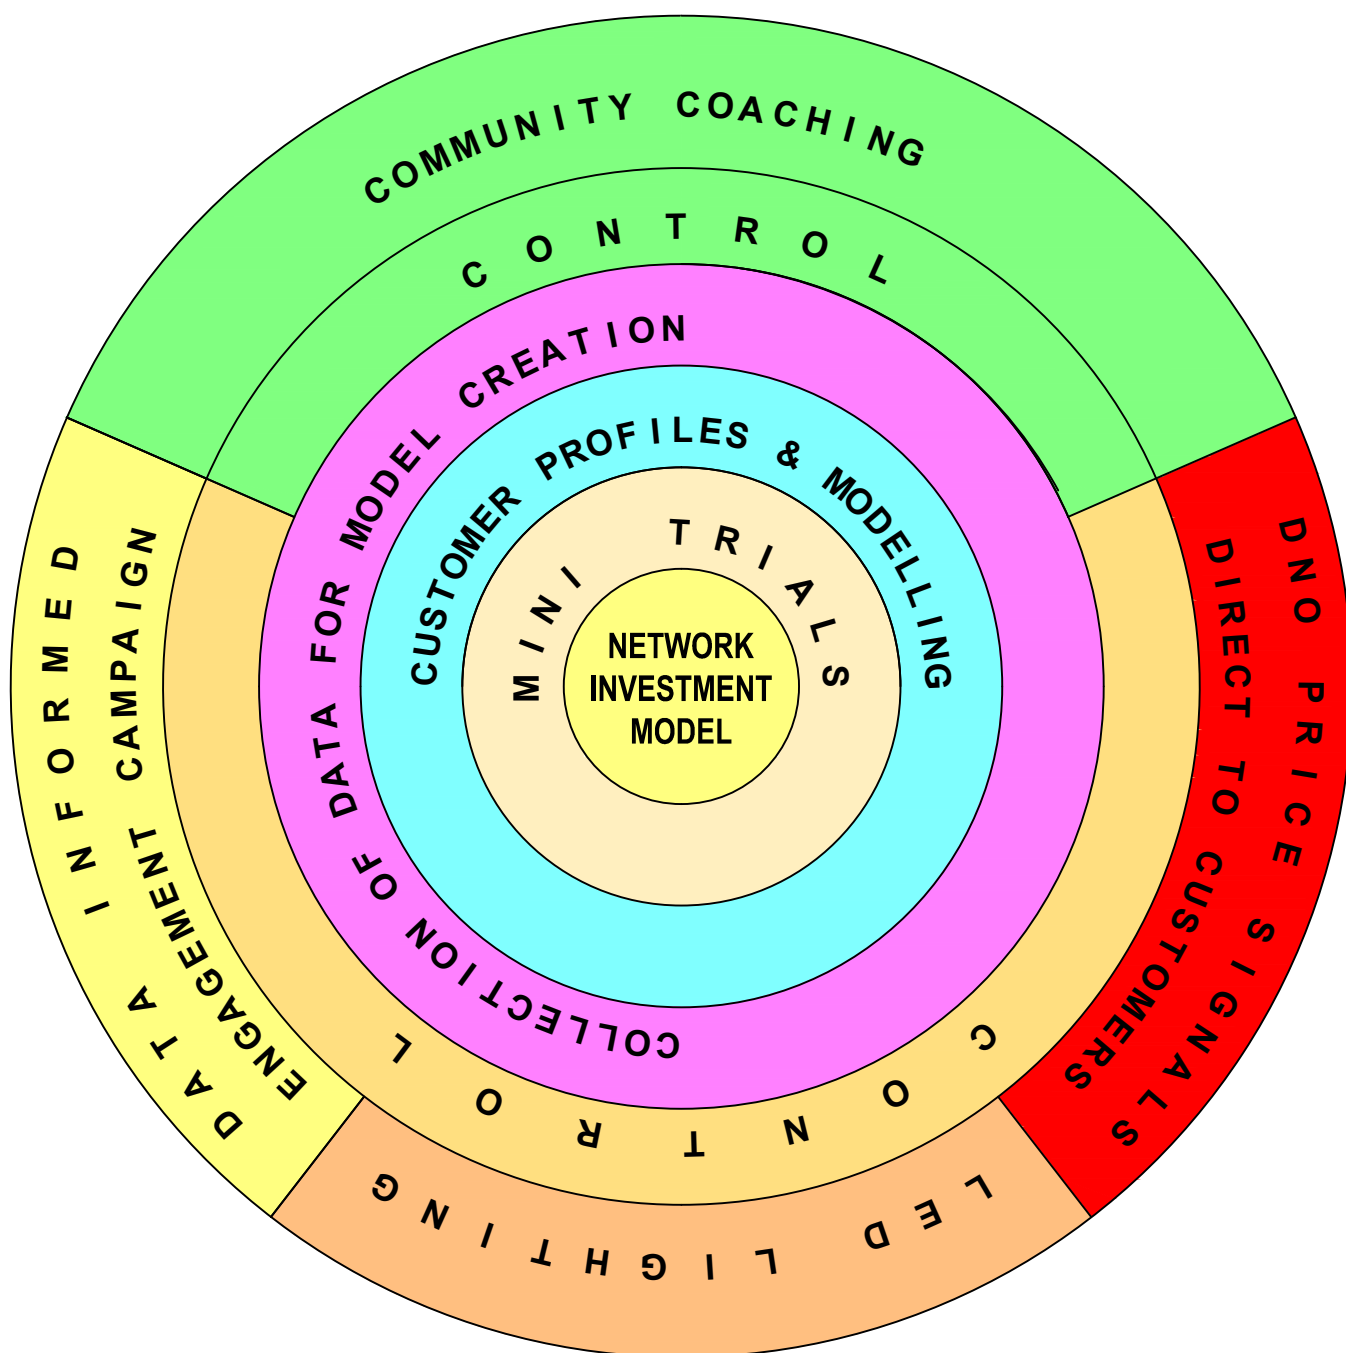 COMMUNITY COACHING
CONTROL
COLLECTION OF DATA FOR MODEL CREATION
CUSTOMER PROFILES & MODELLING
MINI TRIALS
NETWORK
INVESTMENT
MODEL
DATA INFORMED
ENGAGEMENT CAMPAIGN
DNO PRICE SIGNALS
DIRECT TO CUSTOMERS
CONTROL
LED LIGHTING